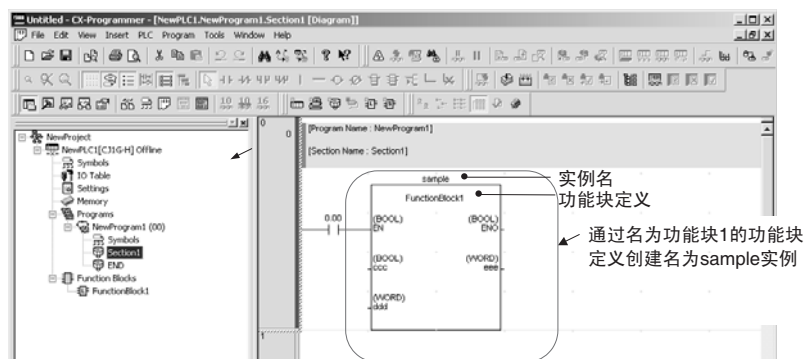 Untitled - CX-Programmer - [NewPLC1.NewProgram1.Section1 [Diagram]]
File Edit View Insert PLC Program Tools Window Help
NewProject
NewPLC1[CJ1G-H] Offline
Symbols
IO Table
Settings
Memory
Programs
NewProgram1 (00)
Symbols
Section1
END
Function Blocks
FunctionBlock1
0
0
[Program Name : NewProgram1]
[Section Name : Section1]
sample
实例名
FunctionBlock1
功能块定义
0.00
(BOOL)
EN
(BOOL)
ENO
通过名为功能块1的功能块
定义创建名为sample实例
(BOOL)
ccc
(WORD)
eee
(WORD)
ddd
1